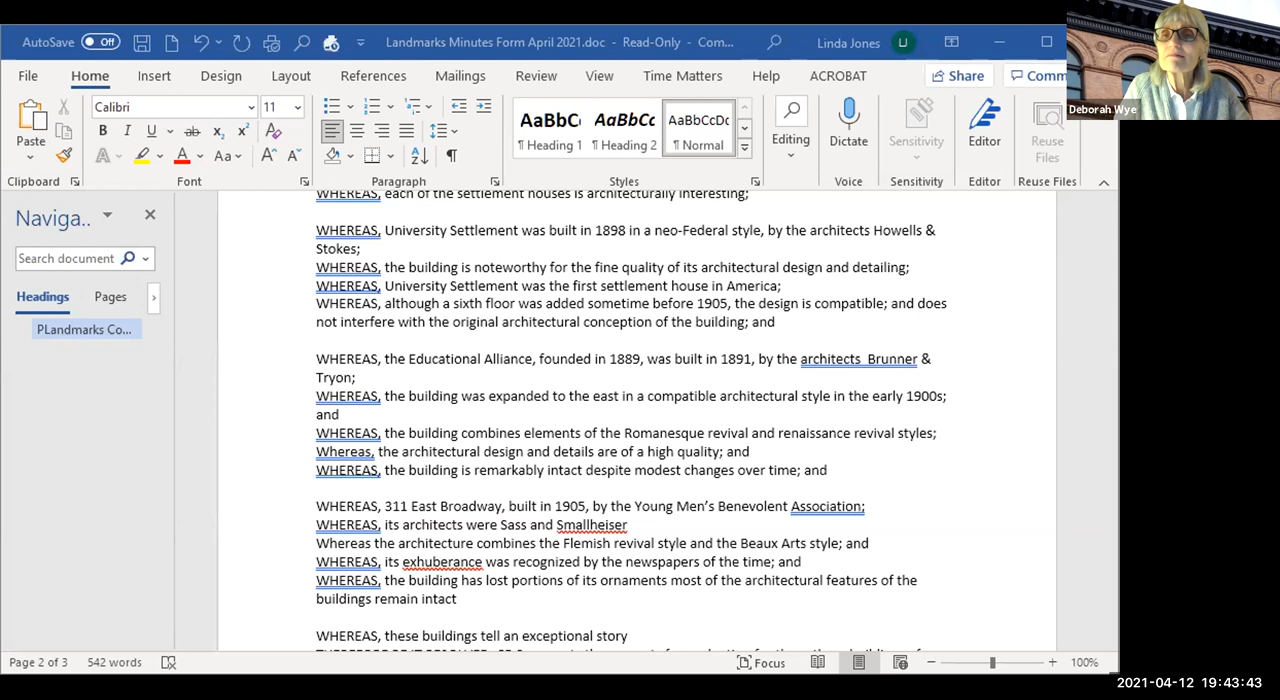 AutoSave Off Landmarks Minutes Form April 2021.doc - Read-Only - Com... Linda Jones LJ
File Home Insert Design Layout References Mailings Review View Time Matters Help ACROBAT Share Comm
Deborah Wye
Calibri 11
AaBbC AaBbCc AaBbCcDc
Paste B I U ab x₂ x² ¶ Heading 1 ¶ Heading 2 ¶ Normal Editing Dictate Sensitivity Editor Reuse Files
A A Aa A A
Clipboard Font Paragraph Styles Voice Sensitivity Editor Reuse Files
Naviga..
Search document
Headings Pages
PLandmarks Co...
WHEREAS, each of the settlement houses is architecturally interesting;
WHEREAS, University Settlement was built in 1898 in a neo-Federal style, by the architects Howells &
Stokes;
WHEREAS, the building is noteworthy for the fine quality of its architectural design and detailing;
WHEREAS, University Settlement was the first settlement house in America;
WHEREAS, although a sixth floor was added sometime before 1905, the design is compatible; and does
not interfere with the original architectural conception of the building; and
WHEREAS, the Educational Alliance, founded in 1889, was built in 1891, by the architects  Brunner &
Tryon;
WHEREAS, the building was expanded to the east in a compatible architectural style in the early 1900s;
and
WHEREAS, the building combines elements of the Romanesque revival and renaissance revival styles;
Whereas, the architectural design and details are of a high quality; and
WHEREAS, the building is remarkably intact despite modest changes over time; and
WHEREAS, 311 East Broadway, built in 1905, by the Young Men's Benevolent Association;
WHEREAS, its architects were Sass and Smallheiser
Whereas the architecture combines the Flemish revival style and the Beaux Arts style; and
WHEREAS, its exhuberance was recognized by the newspapers of the time; and
WHEREAS, the building has lost portions of its ornaments most of the architectural features of the
buildings remain intact
WHEREAS, these buildings tell an exceptional story
Page 2 of 3 542 words Focus 100%
2021-04-12 19:43:43